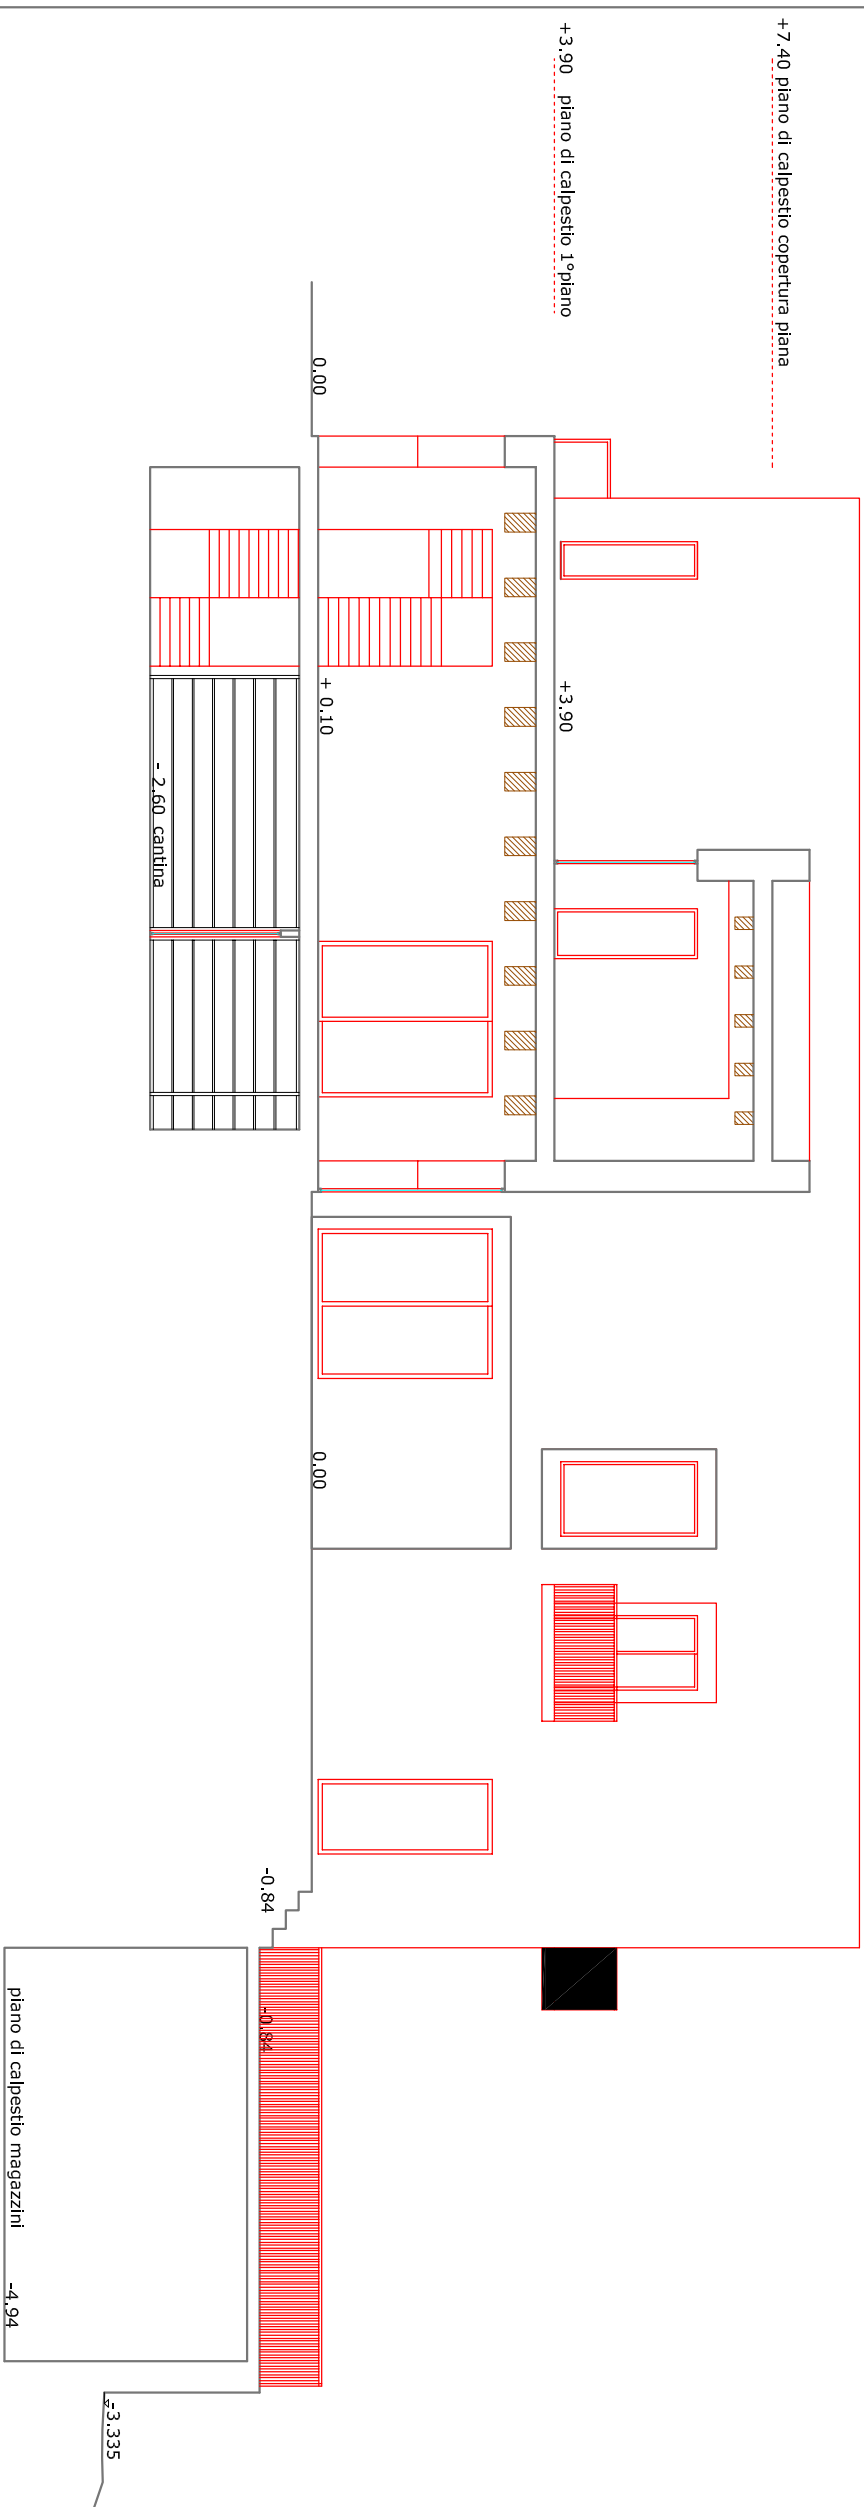 +7.40 piano di calpestio copertura piana
+3.90 piano di calpestio 1°piano
+3.90
0.00
+ 0.10
0.00
- 2.60 cantina
-0.84
-0.84
-3.335
piano di calpestio magazzini
-4.94